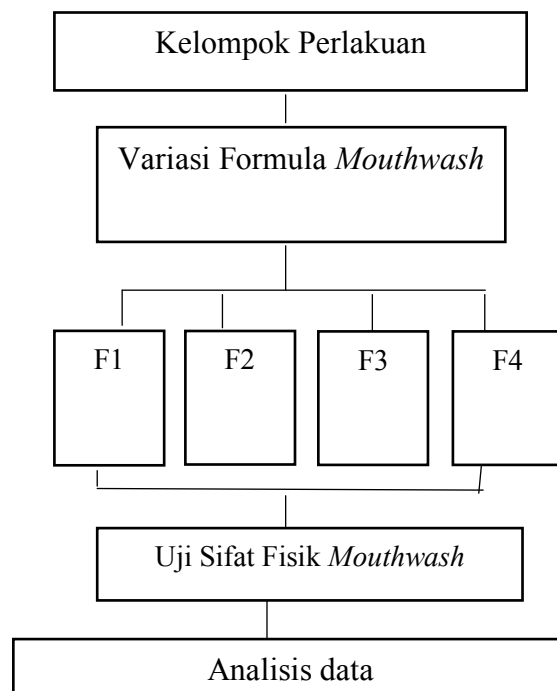 Kelompok Perlakuan
Variasi Formula Mouthwash
F1
F2
F3
F4
Uji Sifat Fisik Mouthwash
Analisis data